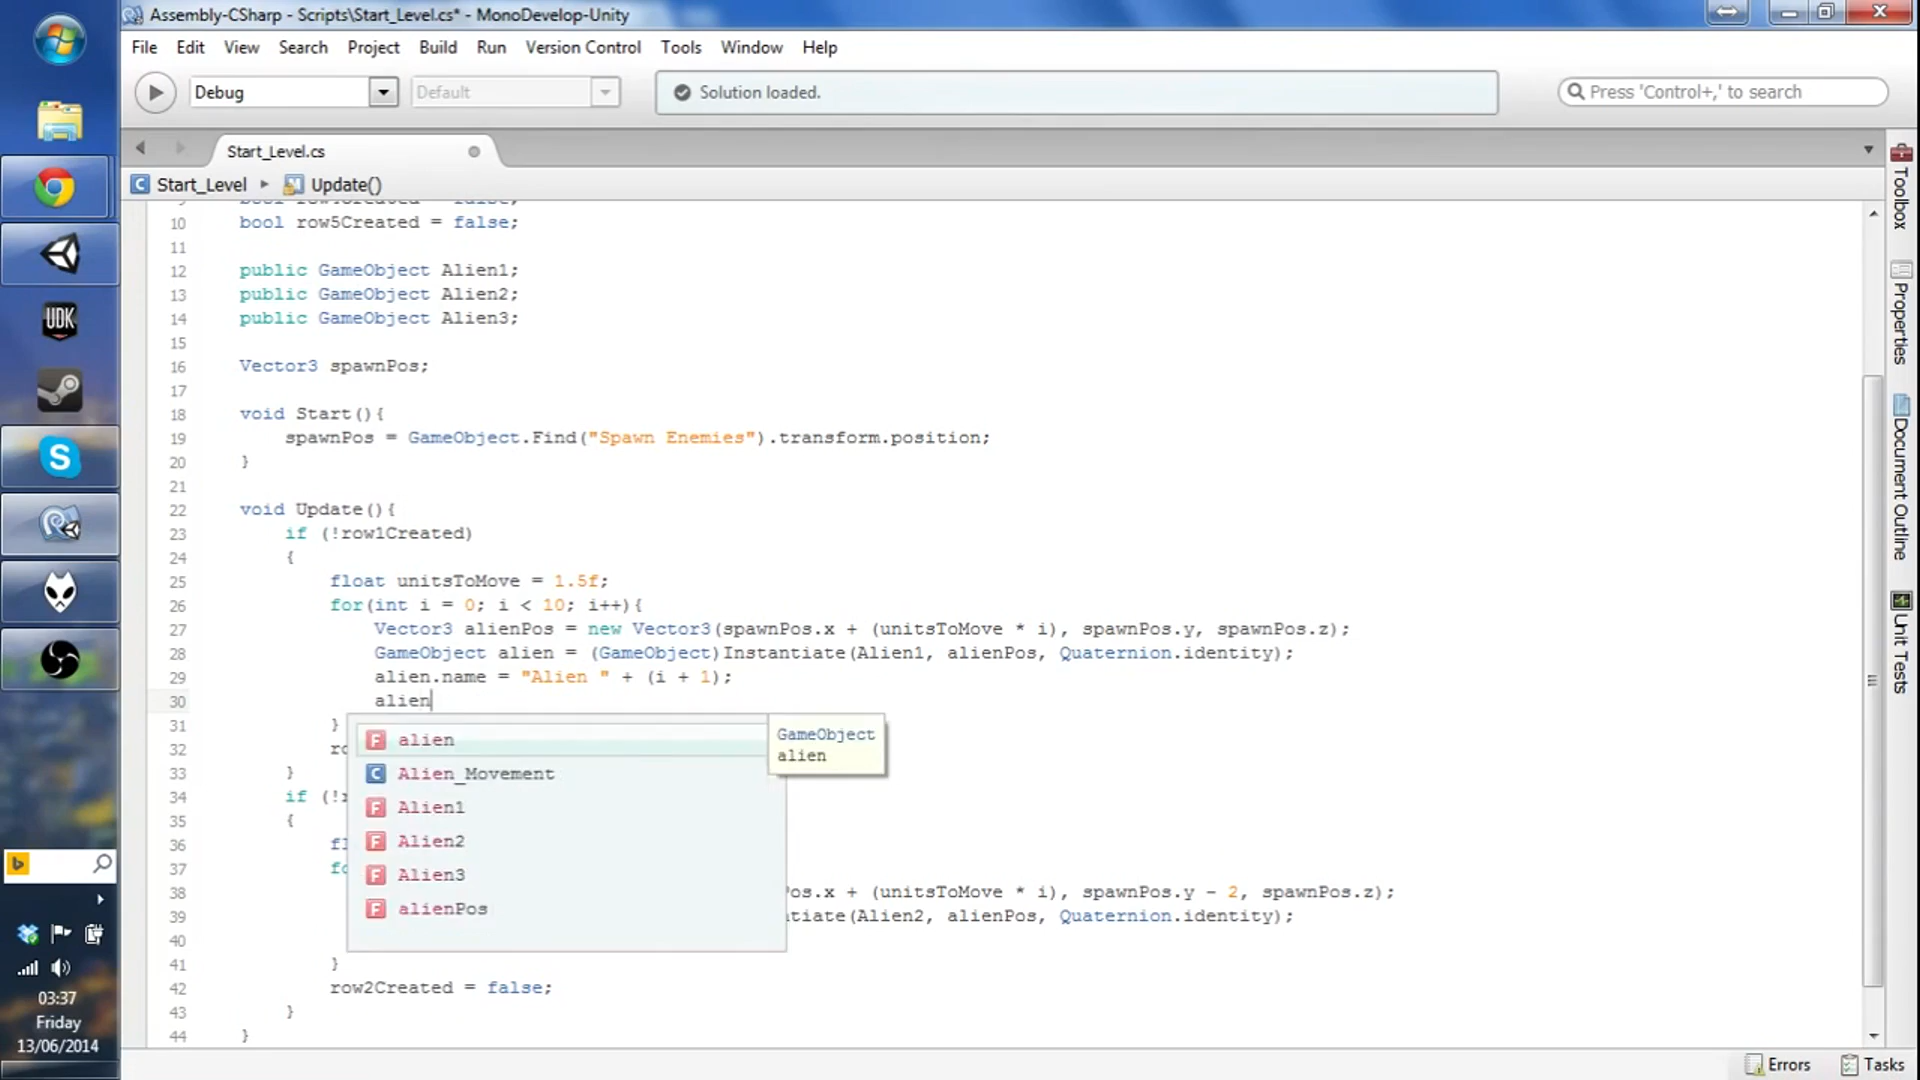 Assembly-CSharp - Scripts\Start_Level.cs* - MonoDevelop-Unity
File Edit View Search Project Build Run Version Control Tools Window Help
Debug
Default
Solution loaded.
Press 'Control+,' to search
Start_Level.cs
Start_Level
Update()
10 bool row5Created = false;
11
12 public GameObject Alien1;
13 public GameObject Alien2;
14 public GameObject Alien3;
15
16 Vector3 spawnPos;
17
18 void Start(){
19 spawnPos = GameObject.Find("Spawn Enemies").transform.position;
20 }
21
22 void Update(){
23 if (!row1Created)
24 {
25 float unitsToMove = 1.5f;
26 for(int i = 0; i < 10; i++){
27 Vector3 alienPos = new Vector3(spawnPos.x + (unitsToMove * i), spawnPos.y, spawnPos.z);
28 GameObject alien = (GameObject)Instantiate(Alien1, alienPos, Quaternion.identity);
29 alien.name = "Alien " + (i + 1);
30 alien
31 }
32
33 }
34 if (!
35 {
36
37
38 os.x + (unitsToMove * i), spawnPos.y - 2, spawnPos.z);
39 tiate(Alien2, alienPos, Quaternion.identity);
40
41 }
42 row2Created = false;
43 }
44 }
alien
Alien_Movement
Alien1
Alien2
Alien3
alienPos
GameObject
alien
Toolbox
Properties
Document Outline
Unit Tests
Errors
Tasks
UDK
03:37
Friday
13/06/2014